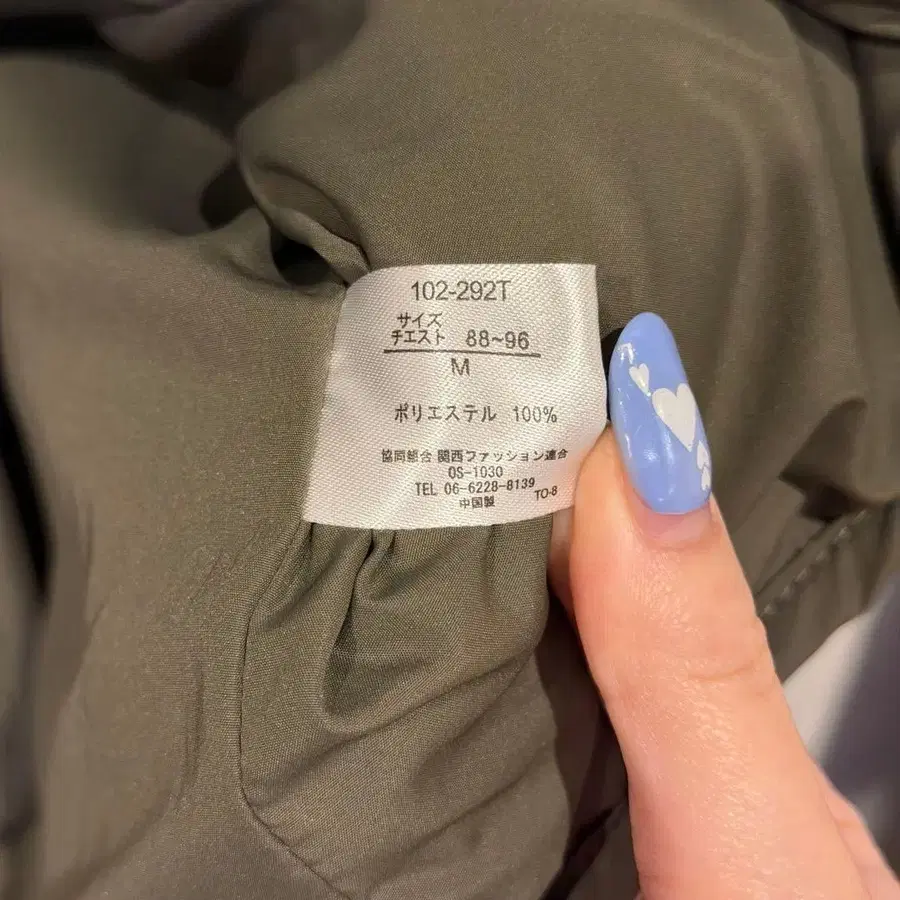 102-292T
サイズ
チェスト 88~96
M
ポリエステル 100%
協同組合 関西ファッション連合
OS-1030
TEL 06-6228-8139
中国製
TO-8